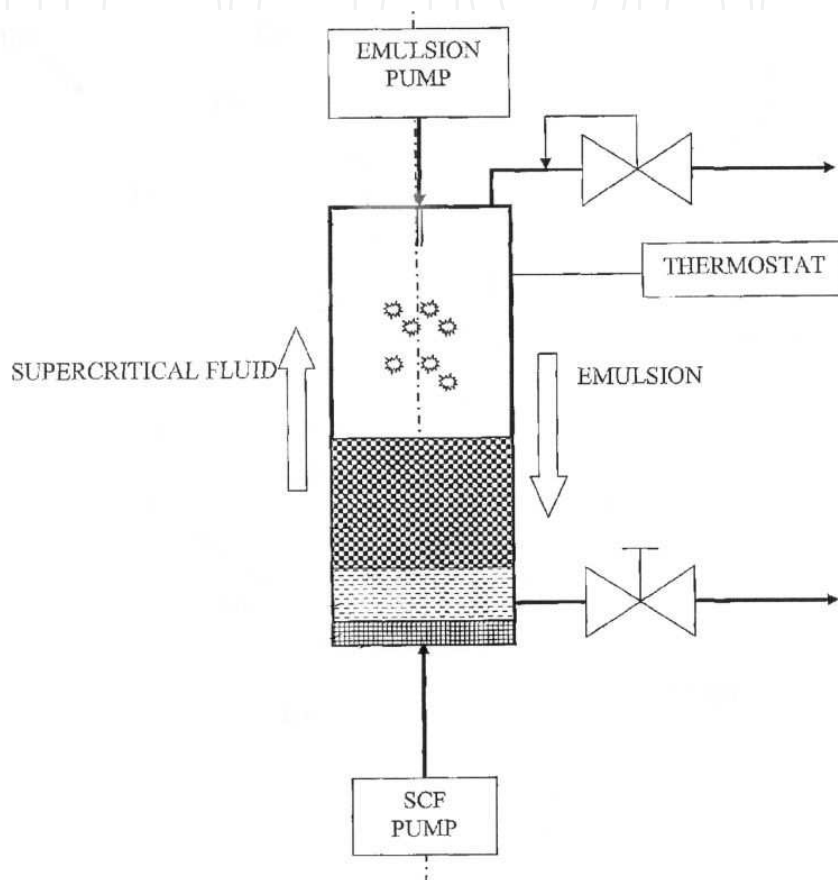 EMULSION
PUMP
THERMOSTAT
SUPERCRITICAL FLUID
EMULSION
SCF
PUMP